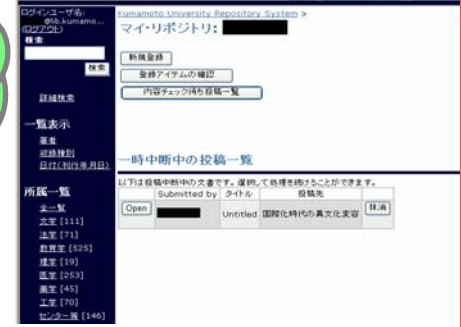 ログインユーザ名:
@lib.kumamo...
(ログアウト)
検索
検索
詳細検索
一覧表示
著者
収録種別
日付(刊行年月日)
所属一覧
全一覧
文学 [111]
法学 [71]
教育学 [525]
理学 [19]
医学 [253]
薬学 [45]
工学 [70]
センター等 [146]
Kumamoto University Repository System >
マイ・リポジトリ:
新規登録
登録アイテムの確認
内容チェック待ち投稿一覧
一時中断中の投稿一覧
以下は投稿中断中の文書です。選択して処理を続けることができます。
Submitted by タイトル 投稿先
Open Untitled 国際化時代の異文化変容 取消